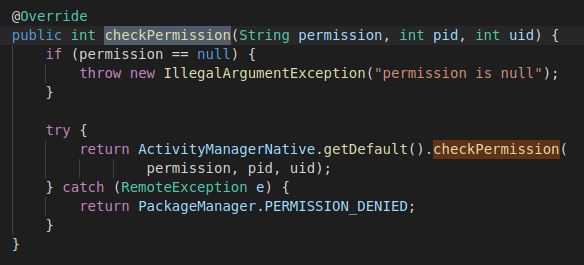 @Override
public int checkPermission(String permission, int pid, int uid) {
    if (permission == null) {
        throw new IllegalArgumentException("permission is null");
    }

    try {
        return ActivityManagerNative.getDefault().checkPermission(
                permission, pid, uid);
    } catch (RemoteException e) {
        return PackageManager.PERMISSION_DENIED;
    }
}